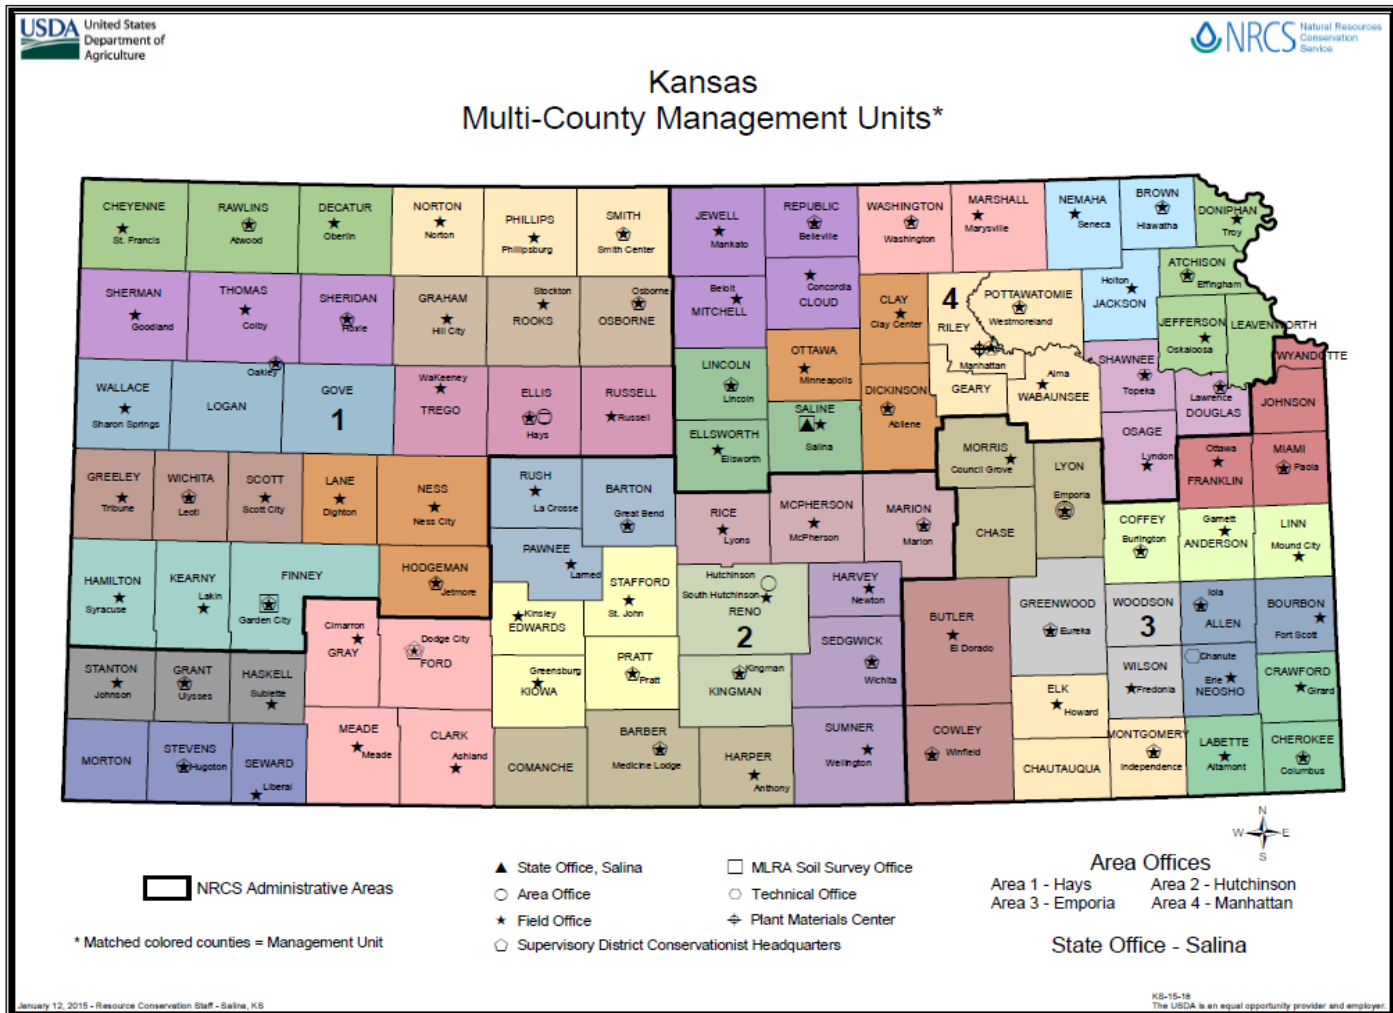 USDA United States
Department of
Agriculture
NRCS Natural Resources
Conservation
Service
Kansas
Multi-County Management Units*
CHEYENNE
St. Francis
RAWLINS
Atwood
DECATUR
Oberlin
NORTON
Norton
PHILLIPS
Phillipsburg
SMITH
Smith Center
JEWELL
Mankato
REPUBLIC
Belleville
WASHINGTON
Washington
MARSHALL
Marysville
NEMAHA
Seneca
BROWN
Hiawatha
DONIPHAN
Troy
SHERMAN
Goodland
THOMAS
Colby
SHERIDAN
Hoxie
GRAHAM
Hill City
Stockton
ROOKS
Osborne
OSBORNE
Beloit
MITCHELL
Concordia
CLOUD
CLAY
Clay Center
4
RILEY
Manhattan
POTTAWATOMIE
Westmoreland
Holton
JACKSON
ATCHISON
Effingham
JEFFERSON
Oskaloosa
LEAVENWORTH
WYANDOTTE
WALLACE
Sharon Springs
Oakley
LOGAN
GOVE
1
WaKeeney
TREGO
ELLIS
Hays
RUSSELL
Russell
LINCOLN
Lincoln
OTTAWA
Minneapolis
DICKINSON
Abilene
GEARY
Alma
WABAUNSEE
SHAWNEE
Topeka
Lawrence
DOUGLAS
JOHNSON
ELLSWORTH
Ellsworth
SALINE
Salina
MORRIS
Council Grove
LYON
Emporia
OSAGE
Lyndon
Ottawa
FRANKLIN
MIAMI
Paola
GREELEY
Tribune
WICHITA
Leoti
SCOTT
Scott City
LANE
Dighton
NESS
Ness City
RUSH
La Crosse
BARTON
Great Bend
RICE
Lyons
MCPHERSON
McPherson
MARION
Marion
CHASE
COFFEY
Burlington
Garnett
ANDERSON
LINN
Mound City
HAMILTON
Syracuse
KEARNY
Lakin
FINNEY
Garden City
HODGEMAN
Jetmore
PAWNEE
Larned
STAFFORD
St. John
Hutchinson
South Hutchinson
RENO
2
HARVEY
Newton
BUTLER
El Dorado
GREENWOOD
Eureka
WOODSON
3
Iola
ALLEN
BOURBON
Fort Scott
Cimarron
GRAY
Dodge City
FORD
Kinsley
EDWARDS
SEDGWICK
Wichita
STANTON
Johnson
GRANT
Ulysses
HASKELL
Sublette
Greensburg
KIOWA
PRATT
Pratt
Kingman
KINGMAN
ELK
Howard
WILSON
Fredonia
Chanute
Erie
NEOSHO
CRAWFORD
Girard
MORTON
STEVENS
Hugoton
SEWARD
Liberal
MEADE
Meade
CLARK
Ashland
COMANCHE
BARBER
Medicine Lodge
HARPER
Anthony
SUMNER
Wellington
COWLEY
Winfield
CHAUTAUQUA
MONTGOMERY
Independence
LABETTE
Altamont
CHEROKEE
Columbus
N
W E
S
NRCS Administrative Areas
* Matched colored counties = Management Unit
State Office, Salina
Area Office
Field Office
Supervisory District Conservationist Headquarters
MLRA Soil Survey Office
Technical Office
Plant Materials Center
Area Offices
Area 1 - Hays Area 2 - Hutchinson
Area 3 - Emporia Area 4 - Manhattan
State Office - Salina
January 12, 2015 - Resource Conservation Staff - Salina, KS
KS-15-18
The USDA is an equal opportunity provider and employer.